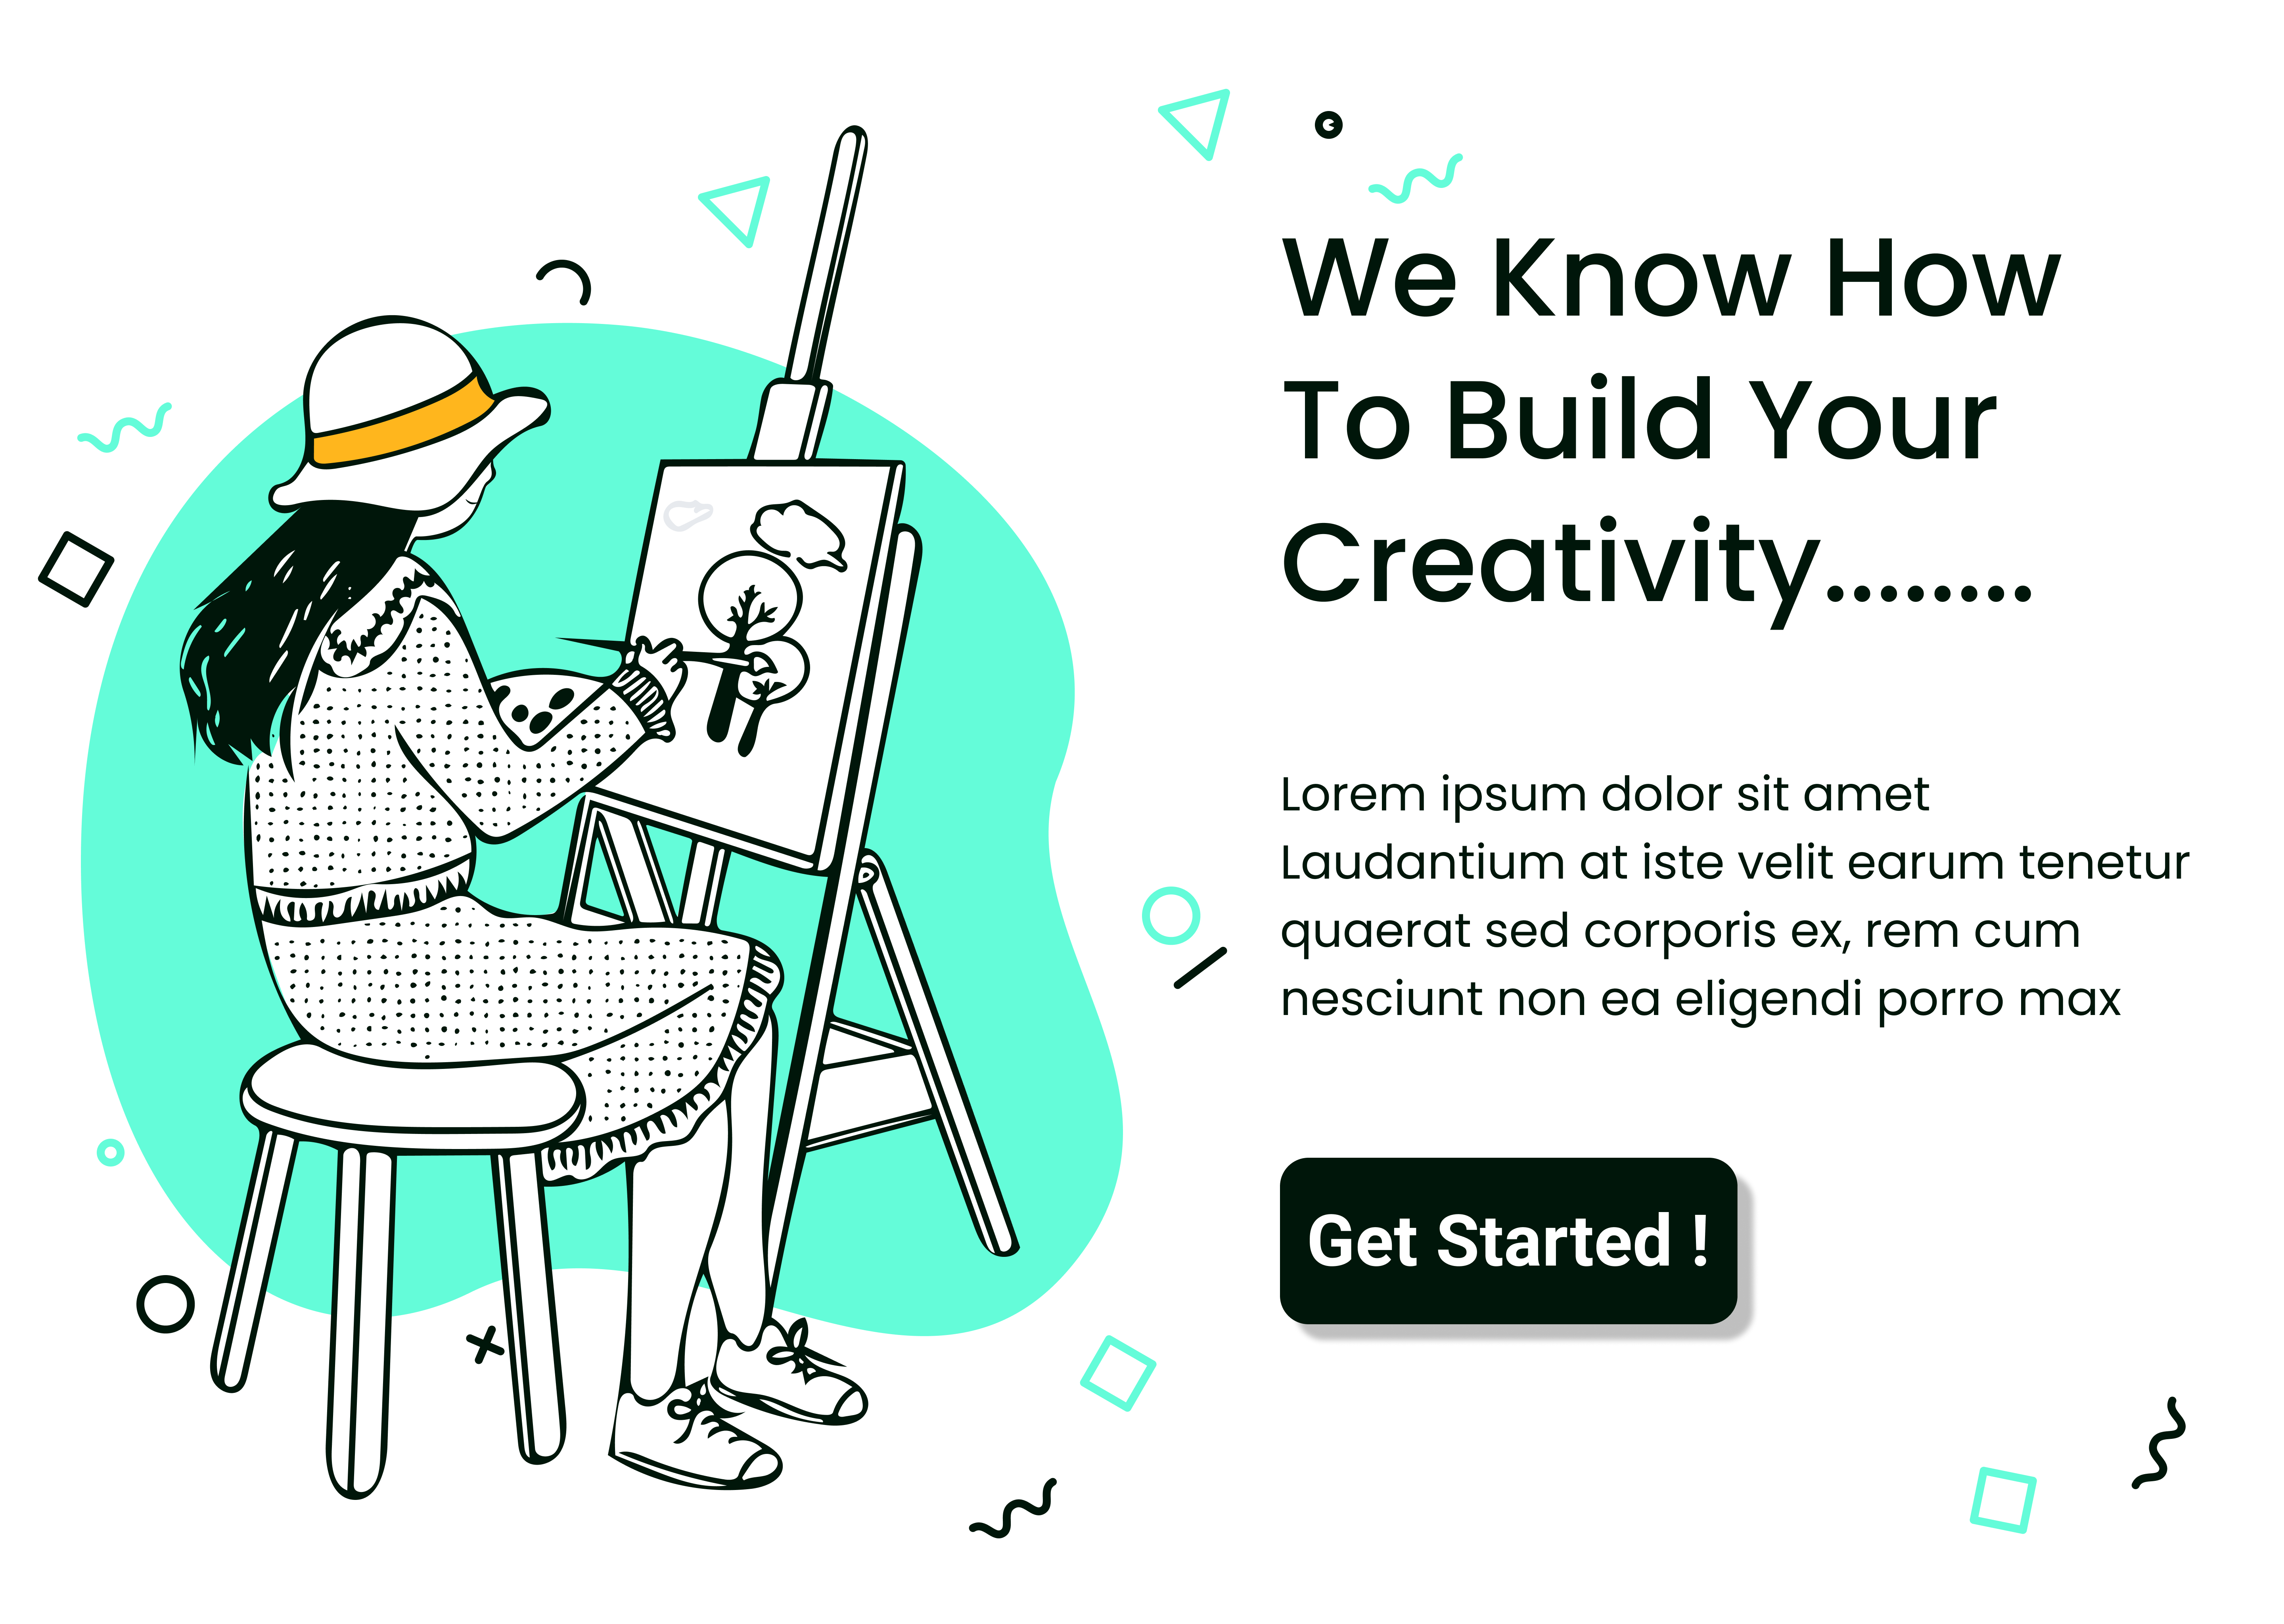 We Know How
To Build Your
Creativity........
Lorem ipsum dolor sit amet
Laudantium at iste velit earum tenetur
quaerat sed corporis ex, rem cum
nesciunt non ea eligendi porro max
Get Started !